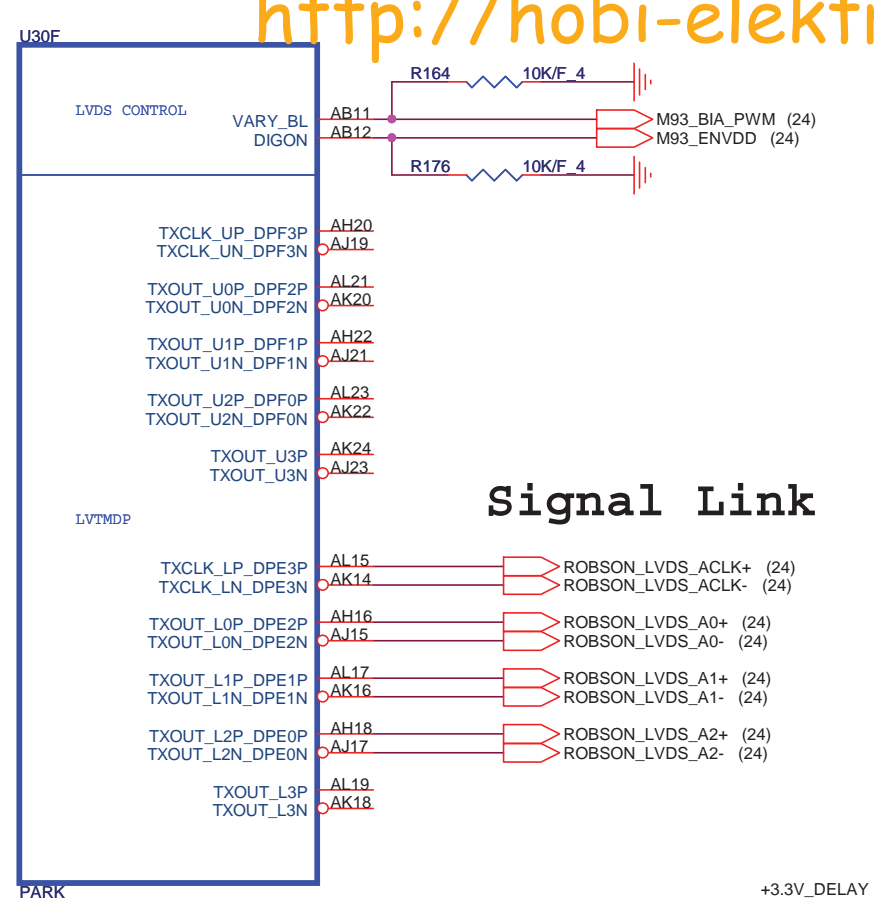 http://hobi-elektr
U30F
R164 10K/F_4
LVDS CONTROL
VARY_BL AB11 M93_BIA_PWM (24)
DIGON AB12 M93_ENVDD (24)
R176 10K/F_4
TXCLK_UP_DPF3P AH20
TXCLK_UN_DPF3N AJ19
TXOUT_U0P_DPF2P AL21
TXOUT_U0N_DPF2N AK20
TXOUT_U1P_DPF1P AH22
TXOUT_U1N_DPF1N AJ21
TXOUT_U2P_DPF0P AL23
TXOUT_U2N_DPF0N AK22
TXOUT_U3P AK24
TXOUT_U3N AJ23
Signal Link
LVTMDP
TXCLK_LP_DPE3P AL15 ROBSON_LVDS_ACLK+ (24)
TXCLK_LN_DPE3N AK14 ROBSON_LVDS_ACLK- (24)
TXOUT_L0P_DPE2P AH16 ROBSON_LVDS_A0+ (24)
TXOUT_L0N_DPE2N AJ15 ROBSON_LVDS_A0- (24)
TXOUT_L1P_DPE1P AL17 ROBSON_LVDS_A1+ (24)
TXOUT_L1N_DPE1N AK16 ROBSON_LVDS_A1- (24)
TXOUT_L2P_DPE0P AH18 ROBSON_LVDS_A2+ (24)
TXOUT_L2N_DPE0N AJ17 ROBSON_LVDS_A2- (24)
TXOUT_L3P AL19
TXOUT_L3N AK18
PARK
+3.3V_DELAY